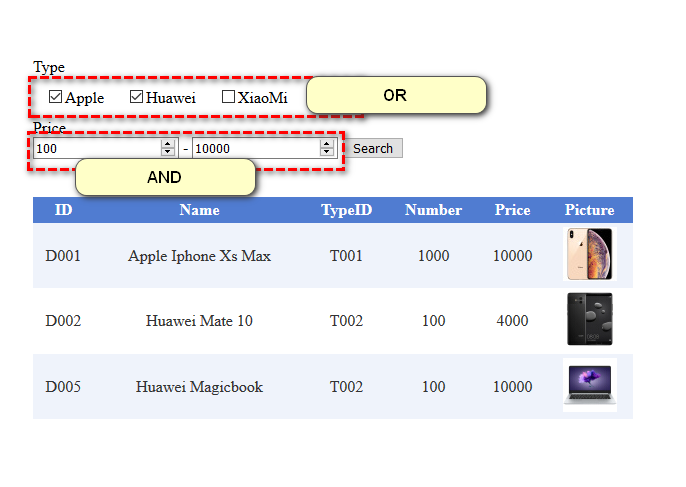 Type
Apple Huawei XiaoMi OR
Price
100 - 10000 Search
AND
ID Name TypeID Number Price Picture
D001 Apple Iphone Xs Max T001 1000 10000
D002 Huawei Mate 10 T002 100 4000
D005 Huawei Magicbook T002 100 10000